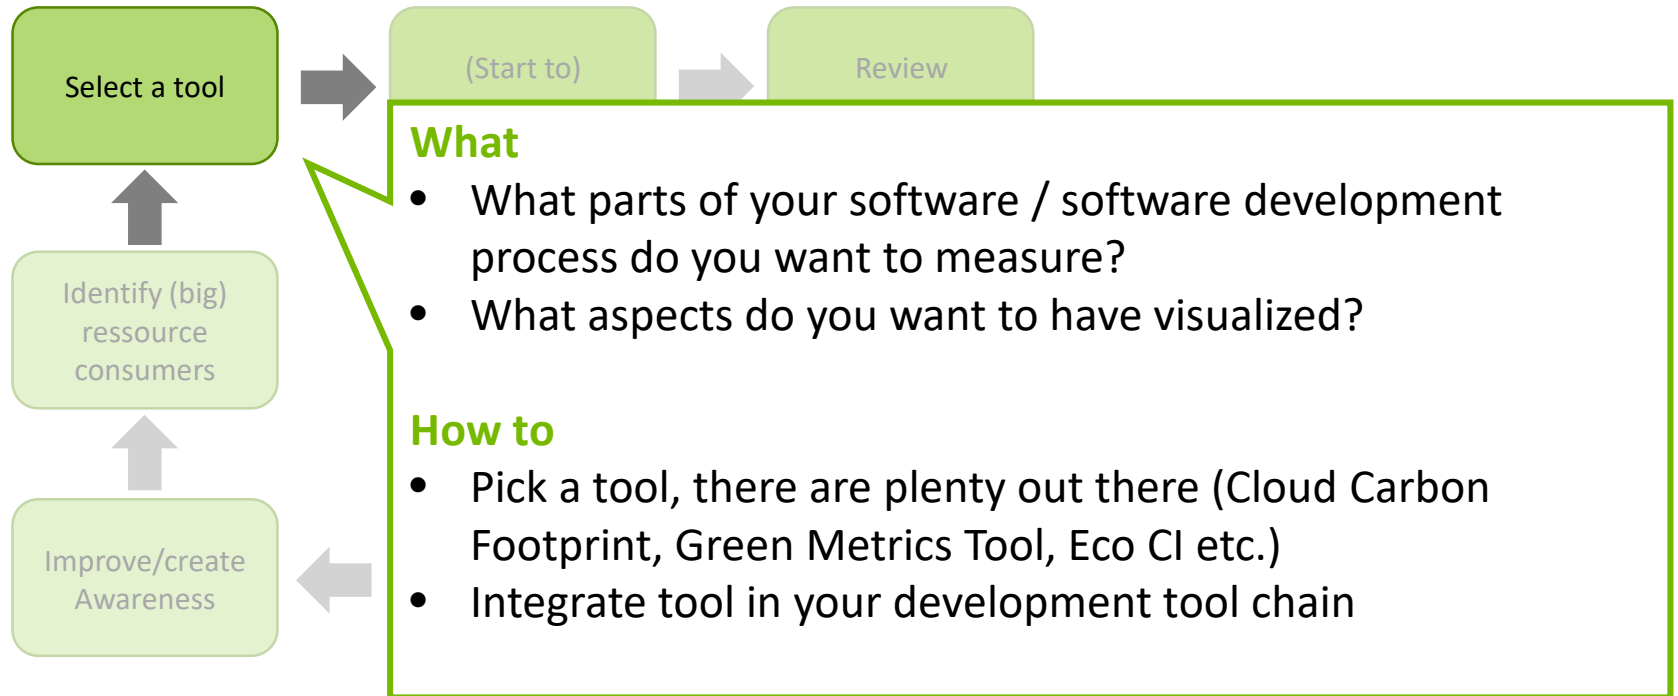 Select a tool
(Start to)
Review
Identify (big)
ressource
consumers
Improve/create
Awareness
What
• What parts of your software / software development
process do you want to measure?
• What aspects do you want to have visualized?
How to
• Pick a tool, there are plenty out there (Cloud Carbon
Footprint, Green Metrics Tool, Eco CI etc.)
• Integrate tool in your development tool chain